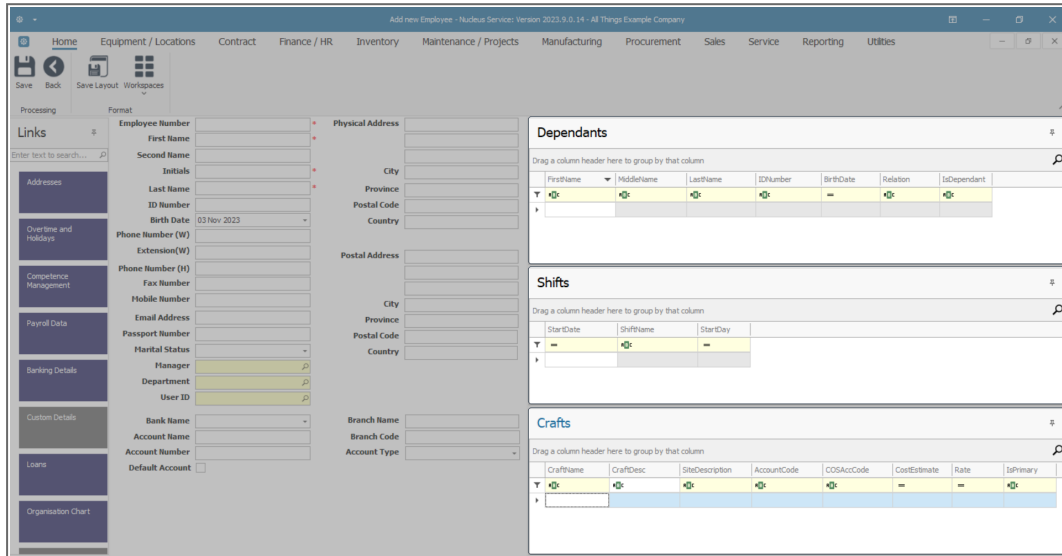 Add new Employee - Nucleus Service: Version 2023.9.0.14 - All Things Example Company
Home Equipment / Locations Contract Finance / HR Inventory Maintenance / Projects Manufacturing Procurement Sales Service Reporting Utilities
Save Back Save Layout Workspaces
Processing Format
Links
Enter text to search...
Addresses
Overtime and
Holidays
Competence
Management
Payroll Data
Banking Details
Custom Details
Loans
Organisation Chart
Employee Number *
First Name *
Second Name
Initials *
Last Name *
ID Number
Birth Date 03 Nov 2023
Phone Number (W)
Extension(W)
Phone Number (H)
Fax Number
Mobile Number
Email Address
Passport Number
Marital Status
Manager
Department
User ID
Bank Name
Account Name
Account Number
Default Account
Physical Address
City
Province
Postal Code
Country
Postal Address
City
Province
Postal Code
Country
Branch Name
Branch Code
Account Type
Dependants
Drag a column header here to group by that column
FirstName MiddleName LastName IDNumber BirthDate Relation IsDependant
Shifts
Drag a column header here to group by that column
StartDate ShiftName StartDay
Crafts
Drag a column header here to group by that column
CraftName CraftDesc SiteDescription AccountCode COSAccCode CostEstimate Rate IsPrimary